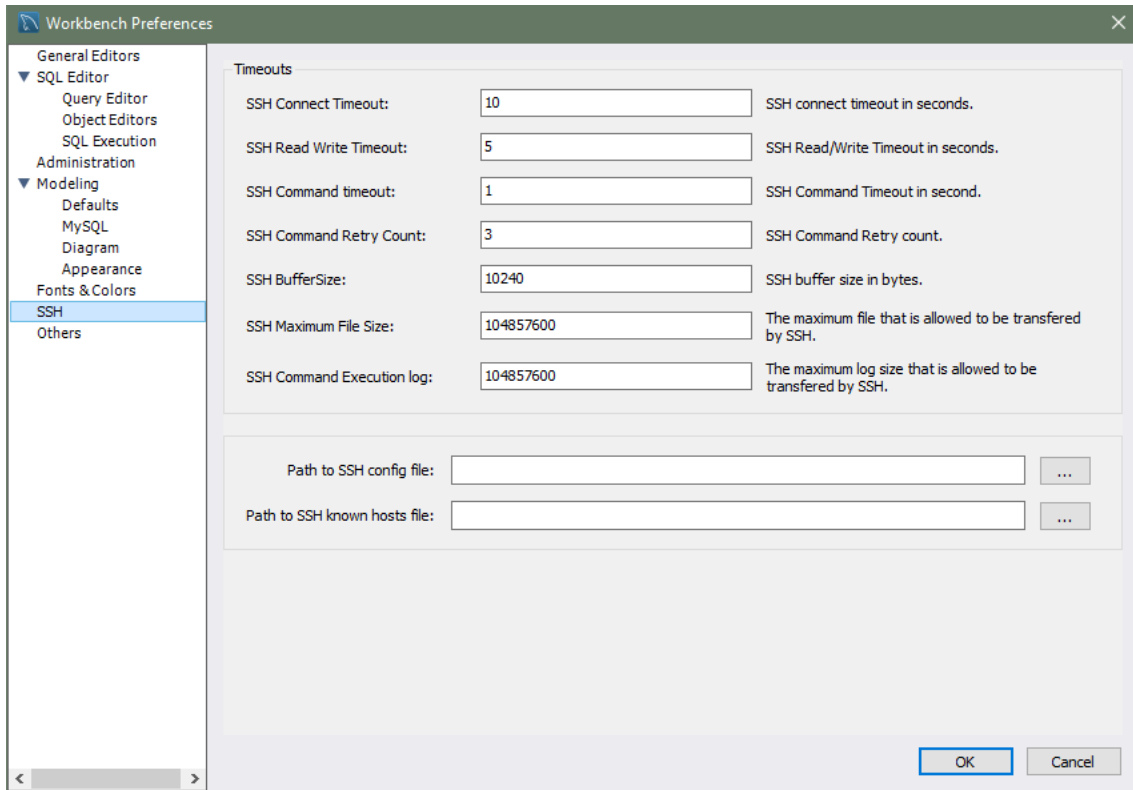 Workbench Preferences
General Editors
SQL Editor
Query Editor
Object Editors
SQL Execution
Administration
Modeling
Defaults
MySQL
Diagram
Appearance
Fonts & Colors
SSH
Others
Timeouts
SSH Connect Timeout: 10 SSH connect timeout in seconds.
SSH Read Write Timeout: 5 SSH Read/Write Timeout in seconds.
SSH Command timeout: 1 SSH Command Timeout in second.
SSH Command Retry Count: 3 SSH Command Retry count.
SSH BufferSize: 10240 SSH buffer size in bytes.
SSH Maximum File Size: 104857600 The maximum file that is allowed to be transfered
by SSH.
SSH Command Execution log: 104857600 The maximum log size that is allowed to be
transfered by SSH.
Path to SSH config file: ...
Path to SSH known hosts file: ...
OK Cancel